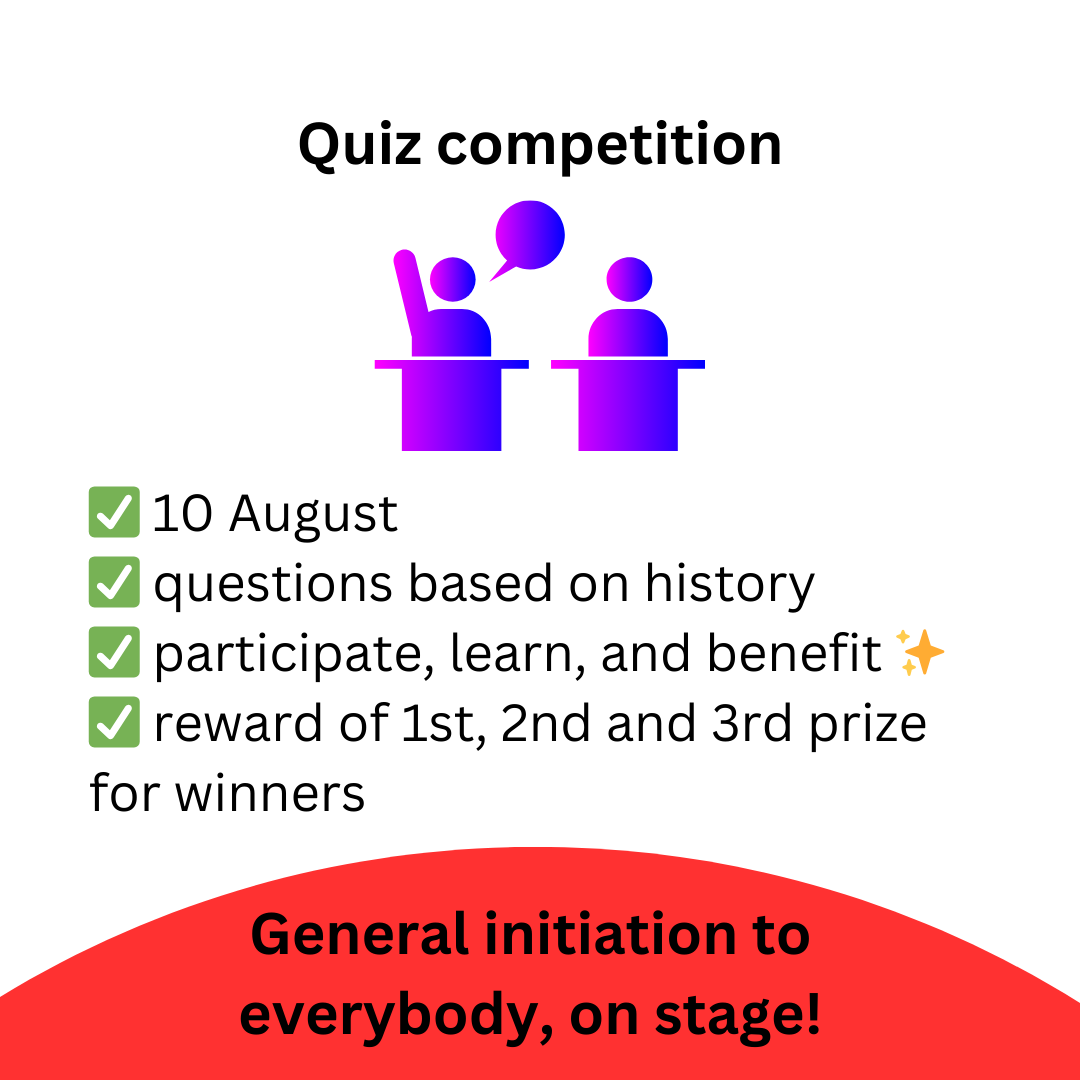 Quiz competition
✅ 10 August
✅ questions based on history
✅ participate, learn, and benefit ✨
✅ reward of 1st, 2nd and 3rd prize
for winners
General initiation to
everybody, on stage!